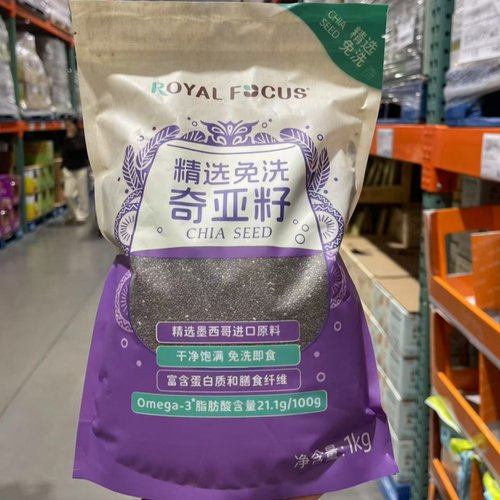 CHIA
SEED
精选
免洗
ROYAL FOCUS
精选免洗
奇亚籽
CHIA SEED
精选墨西哥进口原料
干净饱满 免洗即食
富含蛋白质和膳食纤维
Omega-3*脂肪酸含量21.1g/100g
净含量:1kg